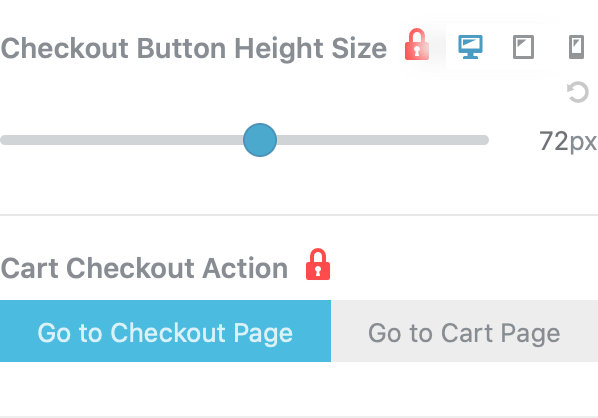 Checkout Button Height Size
72px
Cart Checkout Action
Go to Checkout Page
Go to Cart Page